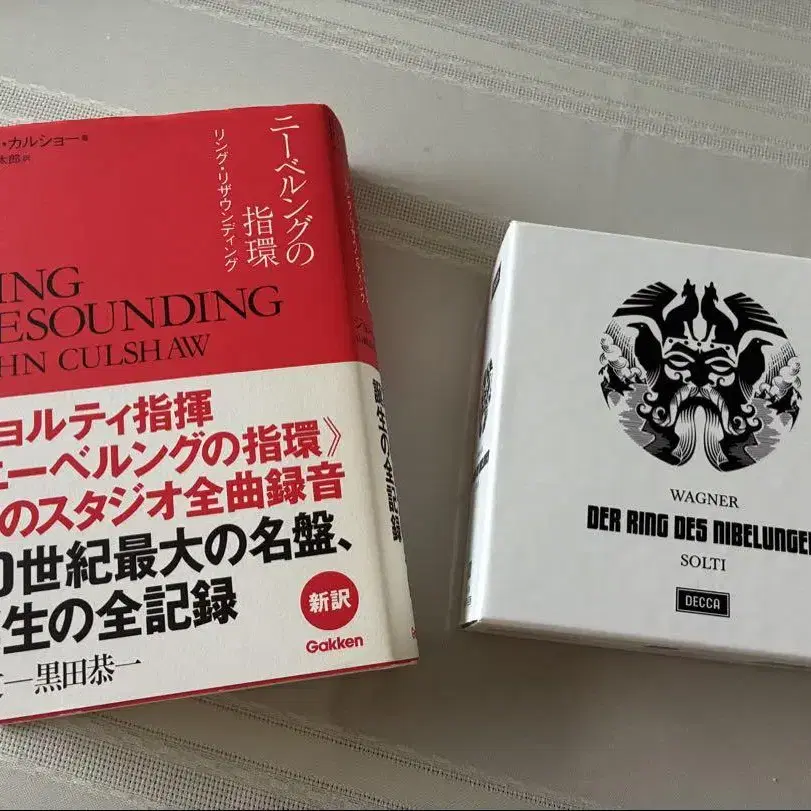 ・カルショー 著
太郎 訳
ニーベルングの
指環
リング・リザウンディング
ING
ESOUNDING
HN CULSHAW
ョルティ指揮
ニーベルングの指環》
のスタジオ全曲録音
0世紀最大の名盤、
生の全記録
新訳
Gakken
文―黒田恭一
誕生の全記録
WAGNER
DER RING DES NIBELUNGEN
SOLTI
DECCA